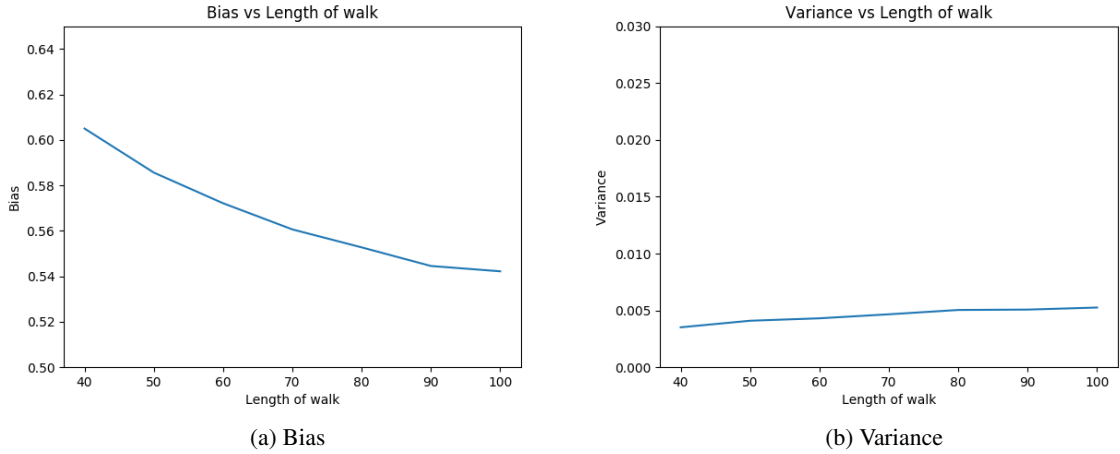 Bias vs Length of walk
0.64
0.62
0.60
0.58
0.56
0.54
0.52
0.50
Bias
40 50 60 70 80 90 100
Length of walk
(a) Bias
Variance vs Length of walk
0.030
0.025
0.020
0.015
0.010
0.005
0.000
Variance
40 50 60 70 80 90 100
Length of walk
(b) Variance